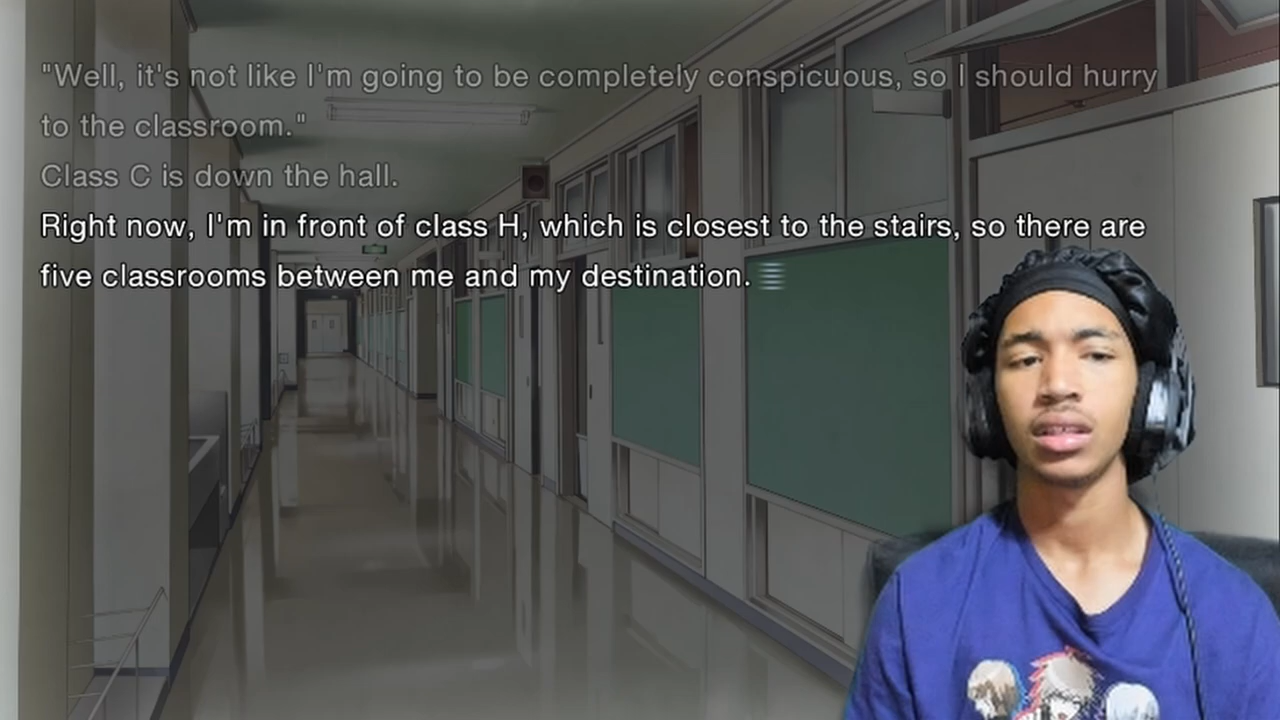 "Well, it's not like I'm going to be completely conspicuous, so I should hurry
to the classroom."
Class C is down the hall.
Right now, I'm in front of class H, which is closest to the stairs, so there are
five classrooms between me and my destination.